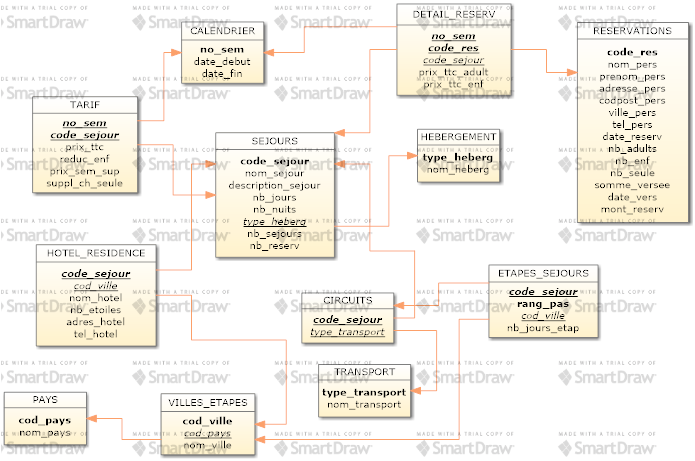 CALENDRIER
no_sem
date_debut
date_fin
DETAIL_RESERV
no_sem
code_res
code_sejour
prix_ttc_adult
prix_ttc_enf
RESERVATIONS
code_res
nom_pers
prenom_pers
adresse_pers
codpost_pers
ville_pers
tel_pers
date_reserv
nb_adults
nb_enf
nb_seule
somme_versee
date_vers
mont_reserv
TARIF
no_sem
code_sejour
prix_ttc
reduc_enf
prix_sem_sup
suppl_ch_seule
SEJOURS
code_sejour
nom_sejour
description_sejour
nb_jours
nb_nuits
type_heberg
nb_sejours
nb_reserv
HEBERGEMENT
type_heberg
nom_heberg
HOTEL_RESIDENCE
code_sejour
cod_ville
nom_hotel
nb_etoiles
adres_hotel
tel_hotel
CIRCUITS
code_sejour
type_transport
ETAPES_SEJOURS
code_sejour
rang_pas
cod_ville
nb_jours_etap
TRANSPORT
type_transport
nom_transport
PAYS
cod_pays
nom_pays
VILLES_ETAPES
cod_ville
cod_pays
nom_ville
MADE WITH A TRIAL COPY OF
SmartDraw